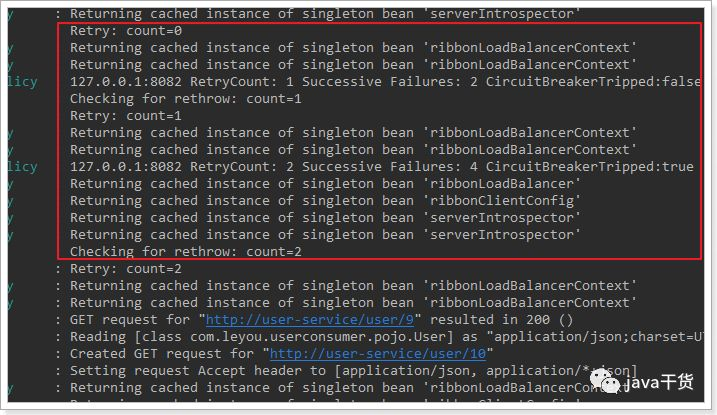 y : Returning cached instance of singleton bean 'serverIntrospector'
Retry: count=0
y Returning cached instance of singleton bean 'ribbonLoadBalancerContext'
y Returning cached instance of singleton bean 'ribbonLoadBalancerContext'
licy 127.0.0.1:8082 RetryCount: 1 Successive Failures: 2 CircuitBreakerTripped:false
Checking for rethrow: count=1
Retry: count=1
y Returning cached instance of singleton bean 'ribbonLoadBalancerContext'
y Returning cached instance of singleton bean 'ribbonLoadBalancerContext'
licy 127.0.0.1:8082 RetryCount: 2 Successive Failures: 4 CircuitBreakerTripped:true
y Returning cached instance of singleton bean 'ribbonLoadBalancer'
y Returning cached instance of singleton bean 'ribbonClientConfig'
y Returning cached instance of singleton bean 'serverIntrospector'
y Returning cached instance of singleton bean 'serverIntrospector'
Checking for rethrow: count=2
: Retry: count=2
y : Returning cached instance of singleton bean 'ribbonLoadBalancerContext'
y : Returning cached instance of singleton bean 'ribbonLoadBalancerContext'
: GET request for "http://user-service/user/9" resulted in 200 ()
: Reading [class com.leyou.userconsumer.pojo.User] as "application/json;charset=UT
: Created GET request for "http://user-service/user/10"
: Setting request Accept header to [application/json, application/*+json]
y : Returning cached instance of singleton bean
java干货